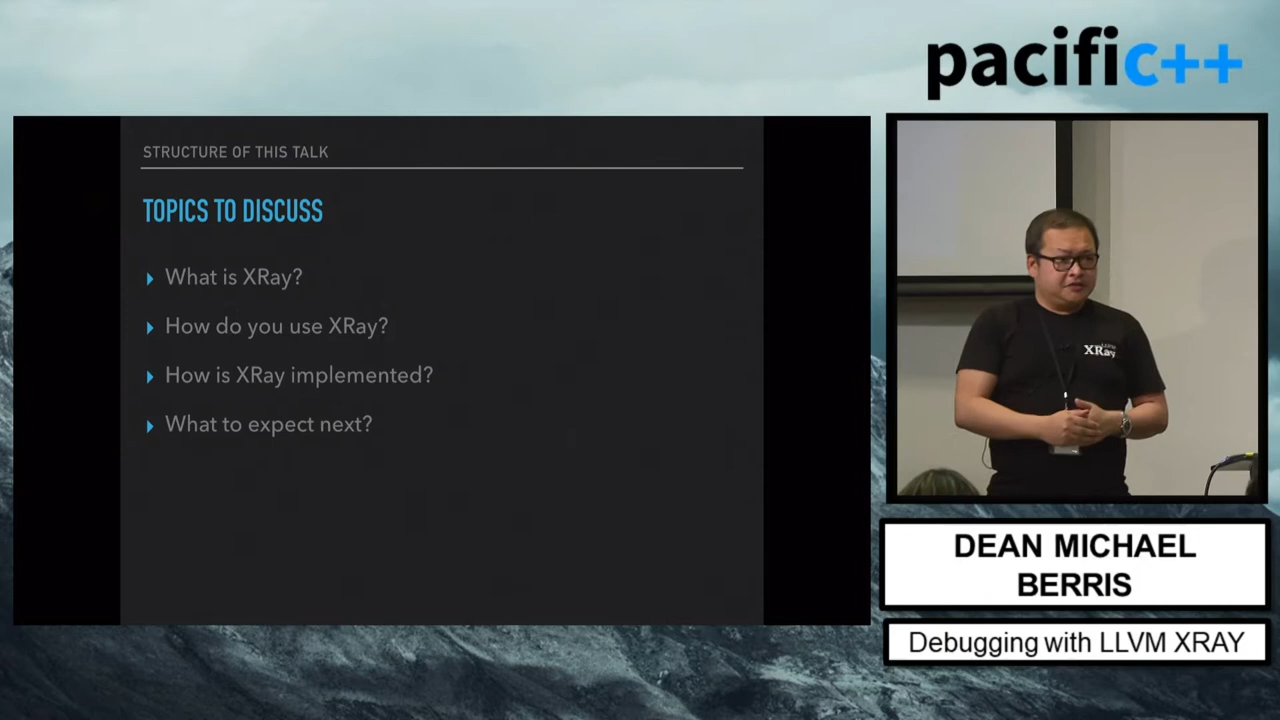 pacific++
STRUCTURE OF THIS TALK
TOPICS TO DISCUSS
What is XRay?
How do you use XRay?
How is XRay implemented?
What to expect next?
LLVM
XRay
DEAN MICHAEL
BERRIS
Debugging with LLVM XRAY